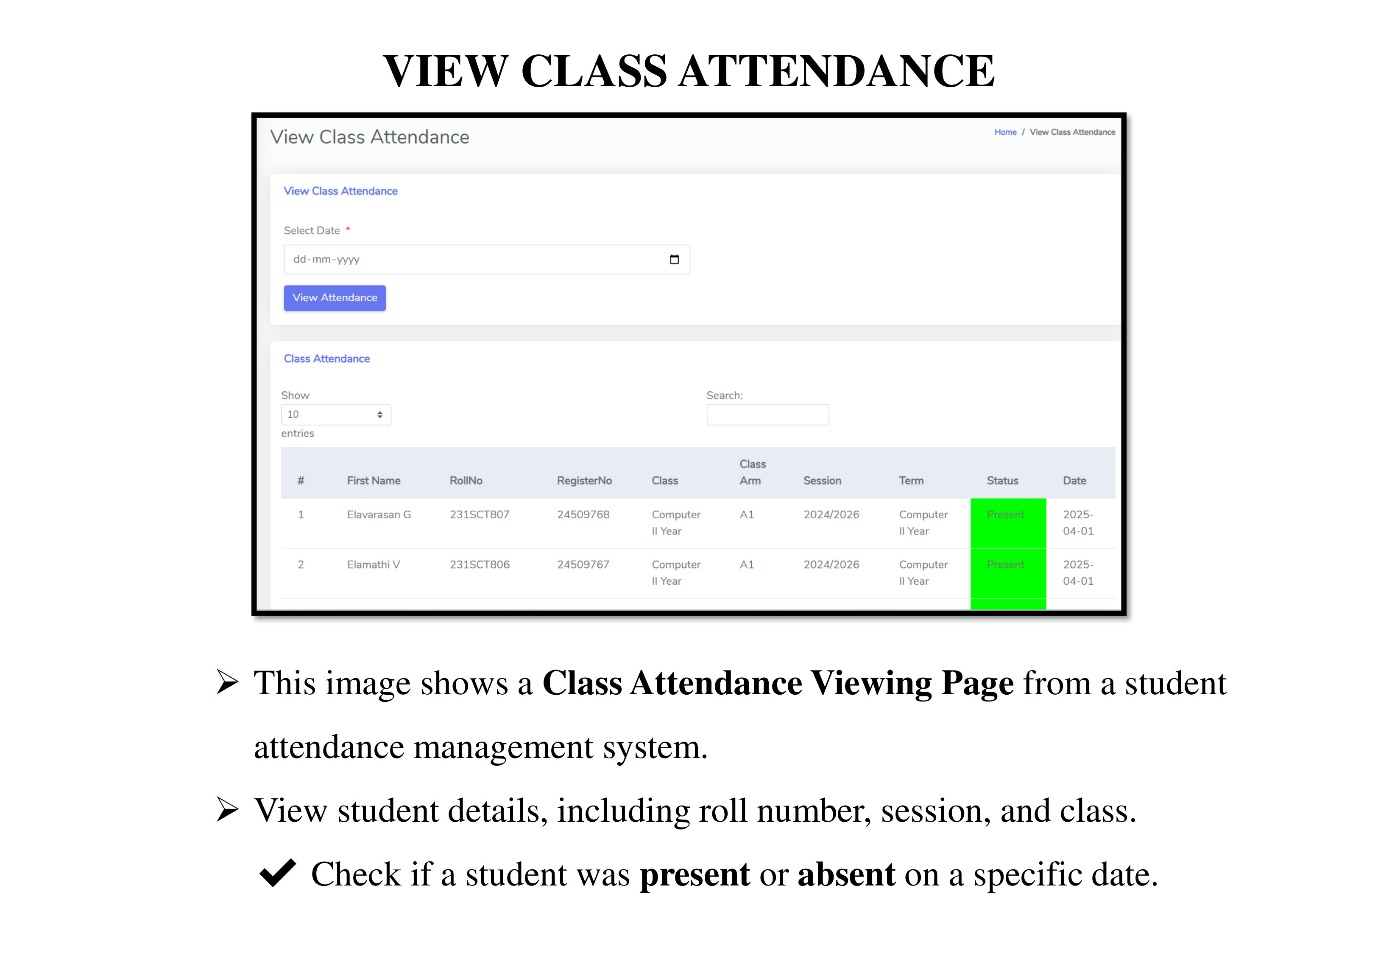 VIEW CLASS ATTENDANCE
View Class Attendance
Home / View Class Attendance
View Class Attendance
Select Date *
dd-mm-yyyy
View Attendance
Class Attendance
Show
10
entries
Search:
# First Name RollNo RegisterNo Class Class Arm Session Term Status Date
1 Elavarasan G 231SCT807 24509768 Computer II Year A1 2024/2026 Computer II Year Present 2025-04-01
2 Elamathi V 231SCT806 24509767 Computer II Year A1 2024/2026 Computer II Year Present 2025-04-01
➢ This image shows a Class Attendance Viewing Page from a student
attendance management system.
➢ View student details, including roll number, session, and class.
✔ Check if a student was present or absent on a specific date.